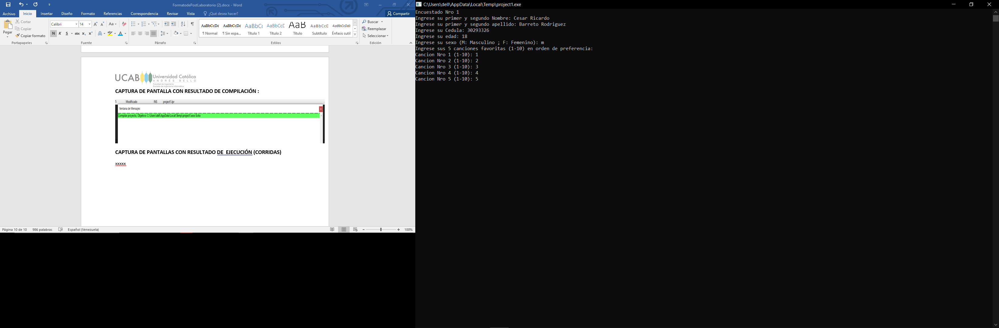 FormatodePostLaboratorio (2).docx - Word
Archivo Inicio Insertar Diseño Formato Referencias Correspondencia Revisar Vista ¿Qué desea hacer? Compartir
Pegar
Cortar
Copiar
Copiar formato
Portapapeles
Calibri 14
Fuente
Párrafo
AaBbCcDc AaBbCcDc AaBbCc AaBbCcE AaB AaBbCcD AaBbCcDdE
¶ Normal ¶ Sin espa... Título 1 Título 2 Título Subtítulo Énfasis sutil
Estilos
Buscar
Reemplazar
Seleccionar
Edición
UCAB Universidad Católica
ANDRÉS BELLO
Facultad de Ingeniería
Escuela de Ingeniería Informática
CAPTURA DE PANTALLA CON RESULTADO DE COMPILACIÓN :
5 Modificado INS project1.lpr
Ventana de Mensajes
Compilar proyecto, Objetivo: C:\Users\dell\AppData\Local\Temp\project1.exe: Éxito
CAPTURA DE PANTALLAS CON RESULTADO DE EJECUCIÓN (CORRIDAS)
xxxxx
Página 10 de 10 986 palabras Español (Venezuela) 100%
C:\Users\dell\AppData\Local\Temp\project1.exe
Encuestado Nro 1
Ingrese su primer y segundo Nombre: Cesar Ricardo
Ingrese su primer y segundo apellido: Barreto Rodriguez
Ingrese su Cedula: 30293326
Ingrese su edad: 18
Ingrese su sexo (M: Masculino ; F: Femenino): m
Ingrese sus 5 canciones favoritas (1-10) en orden de preferencia:
Cancion Nro 1 (1-10): 1
Cancion Nro 2 (1-10): 2
Cancion Nro 3 (1-10): 3
Cancion Nro 4 (1-10): 4
Cancion Nro 5 (1-10): 5